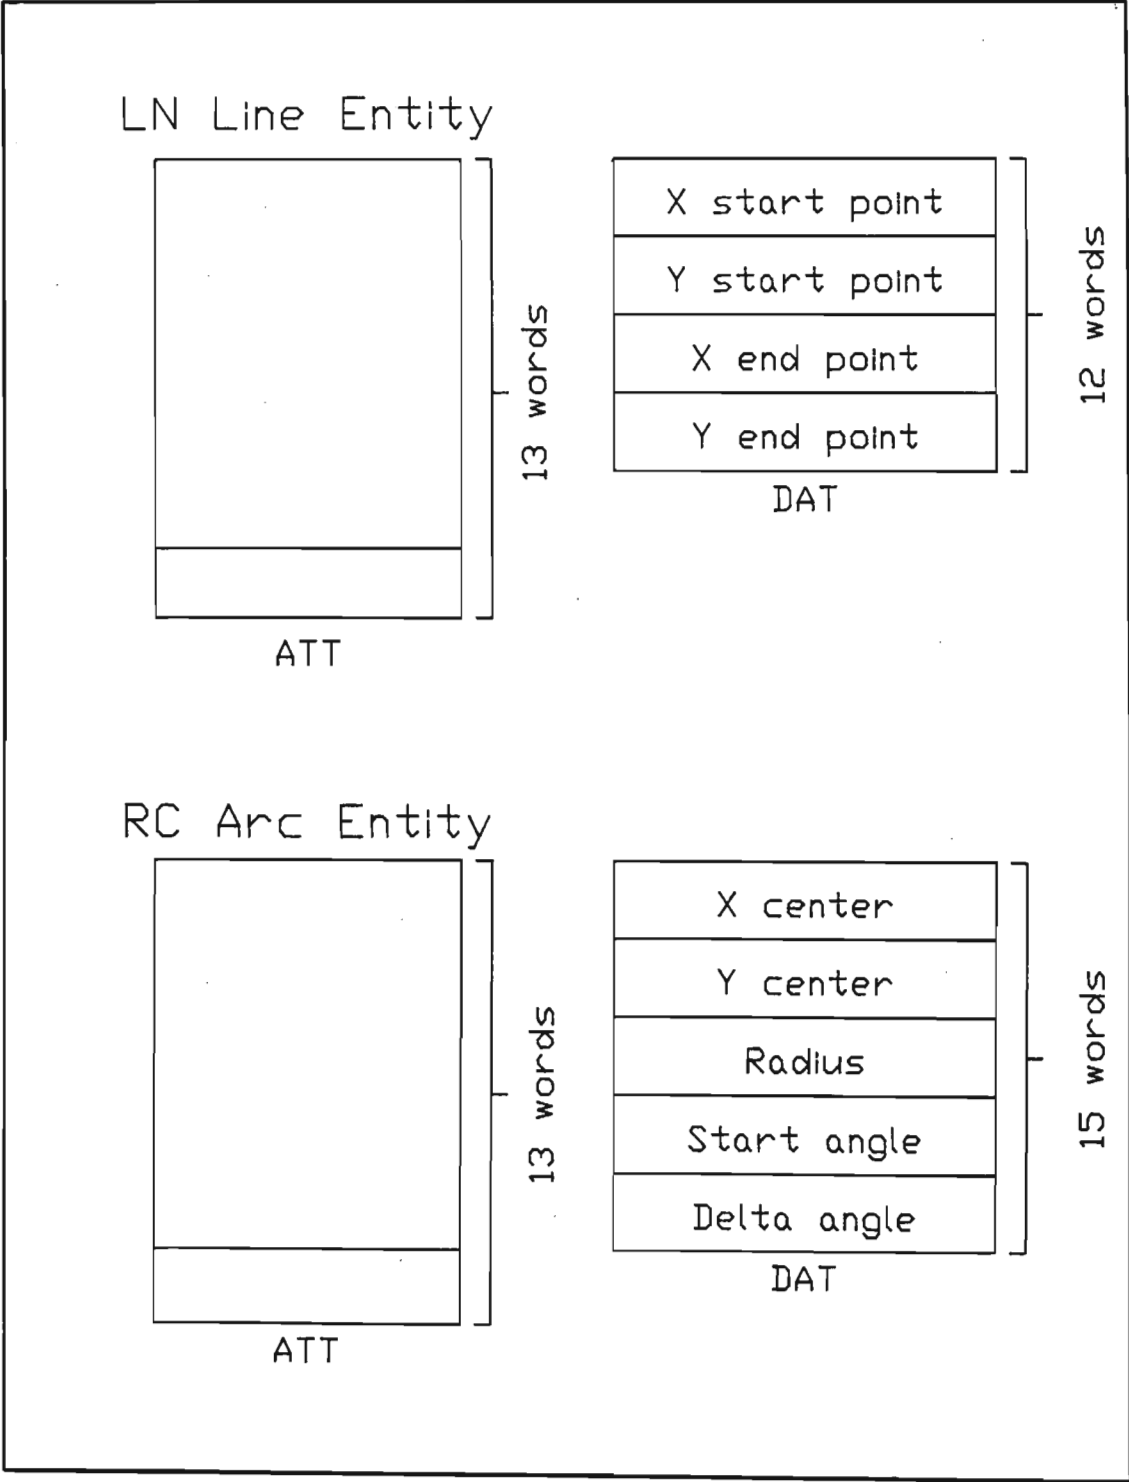 LN Line Entity
13 words
ATT
X start point
Y start point
X end point
Y end point
DAT
12 words
RC Arc Entity
13 words
ATT
X center
Y center
Radius
Start angle
Delta angle
DAT
15 words